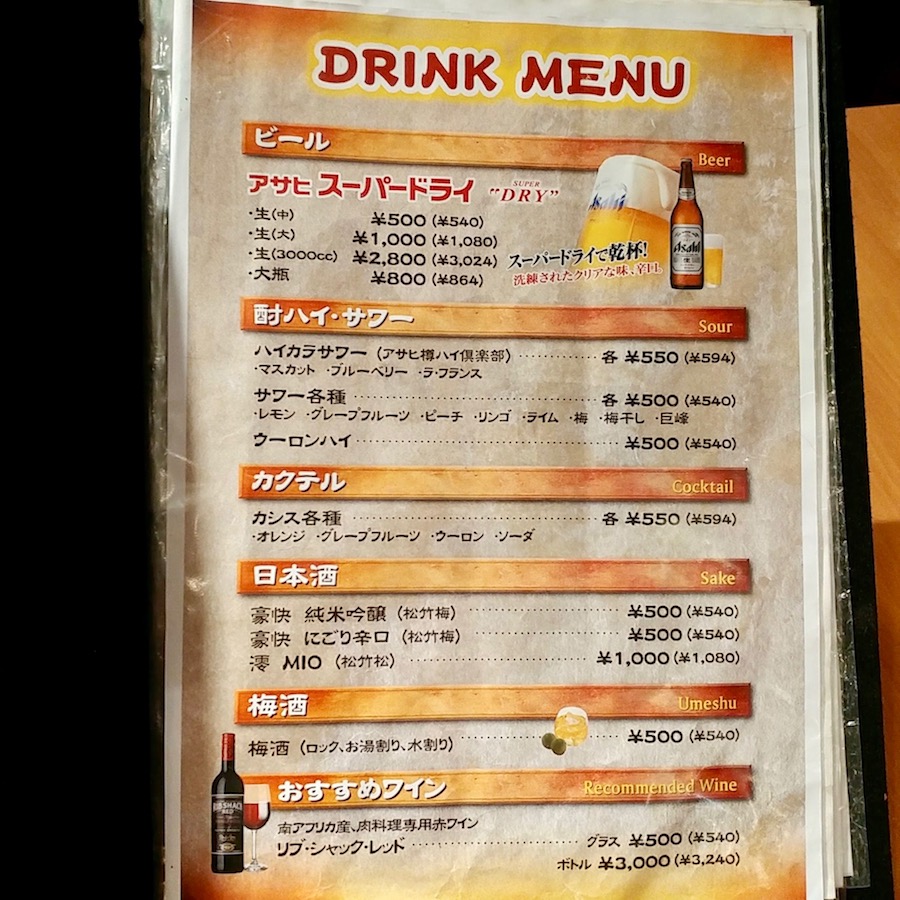 DRINK MENU
ビール Beer
アサヒ スーパードライ "SUPER DRY"
・生(中) ¥500 (¥540)
・生(大) ¥1,000 (¥1,080)
・生(3000cc) ¥2,800 (¥3,024)
・大瓶 ¥800 (¥864)
Asahi
Asahi
スーパードライで乾杯!
洗練されたクリアな味、辛口。
酎ハイ・サワー Sour
ハイカラサワー (アサヒ樽ハイ倶楽部) ………… 各 ¥550 (¥594)
・マスカット ・ブルーベリー ・ラ・フランス
サワー各種 ………… 各 ¥500 (¥540)
・レモン ・グレープフルーツ ・ピーチ ・リンゴ ・ライム ・梅 ・梅干し ・巨峰
ウーロンハイ ………… ¥500 (¥540)
カクテル Cocktail
カシス各種 ………… 各 ¥550 (¥594)
・オレンジ ・グレープフルーツ ・ウーロン ・ソーダ
日本酒 Sake
豪快 純米吟醸 (松竹梅) ………… ¥500 (¥540)
豪快 にごり辛口 (松竹梅) ………… ¥500 (¥540)
澪 MIO (松竹松) ………… ¥1,000 (¥1,080)
梅酒 Umeshu
梅酒 (ロック、お湯割り、水割り) ………… ¥500 (¥540)
おすすめワイン Recommended Wine
南アフリカ産、肉料理専用赤ワイン
リブ・シャック・レッド ………… グラス ¥500 (¥540)
ボトル ¥3,000 (¥3,240)
RIB SHACK
RED